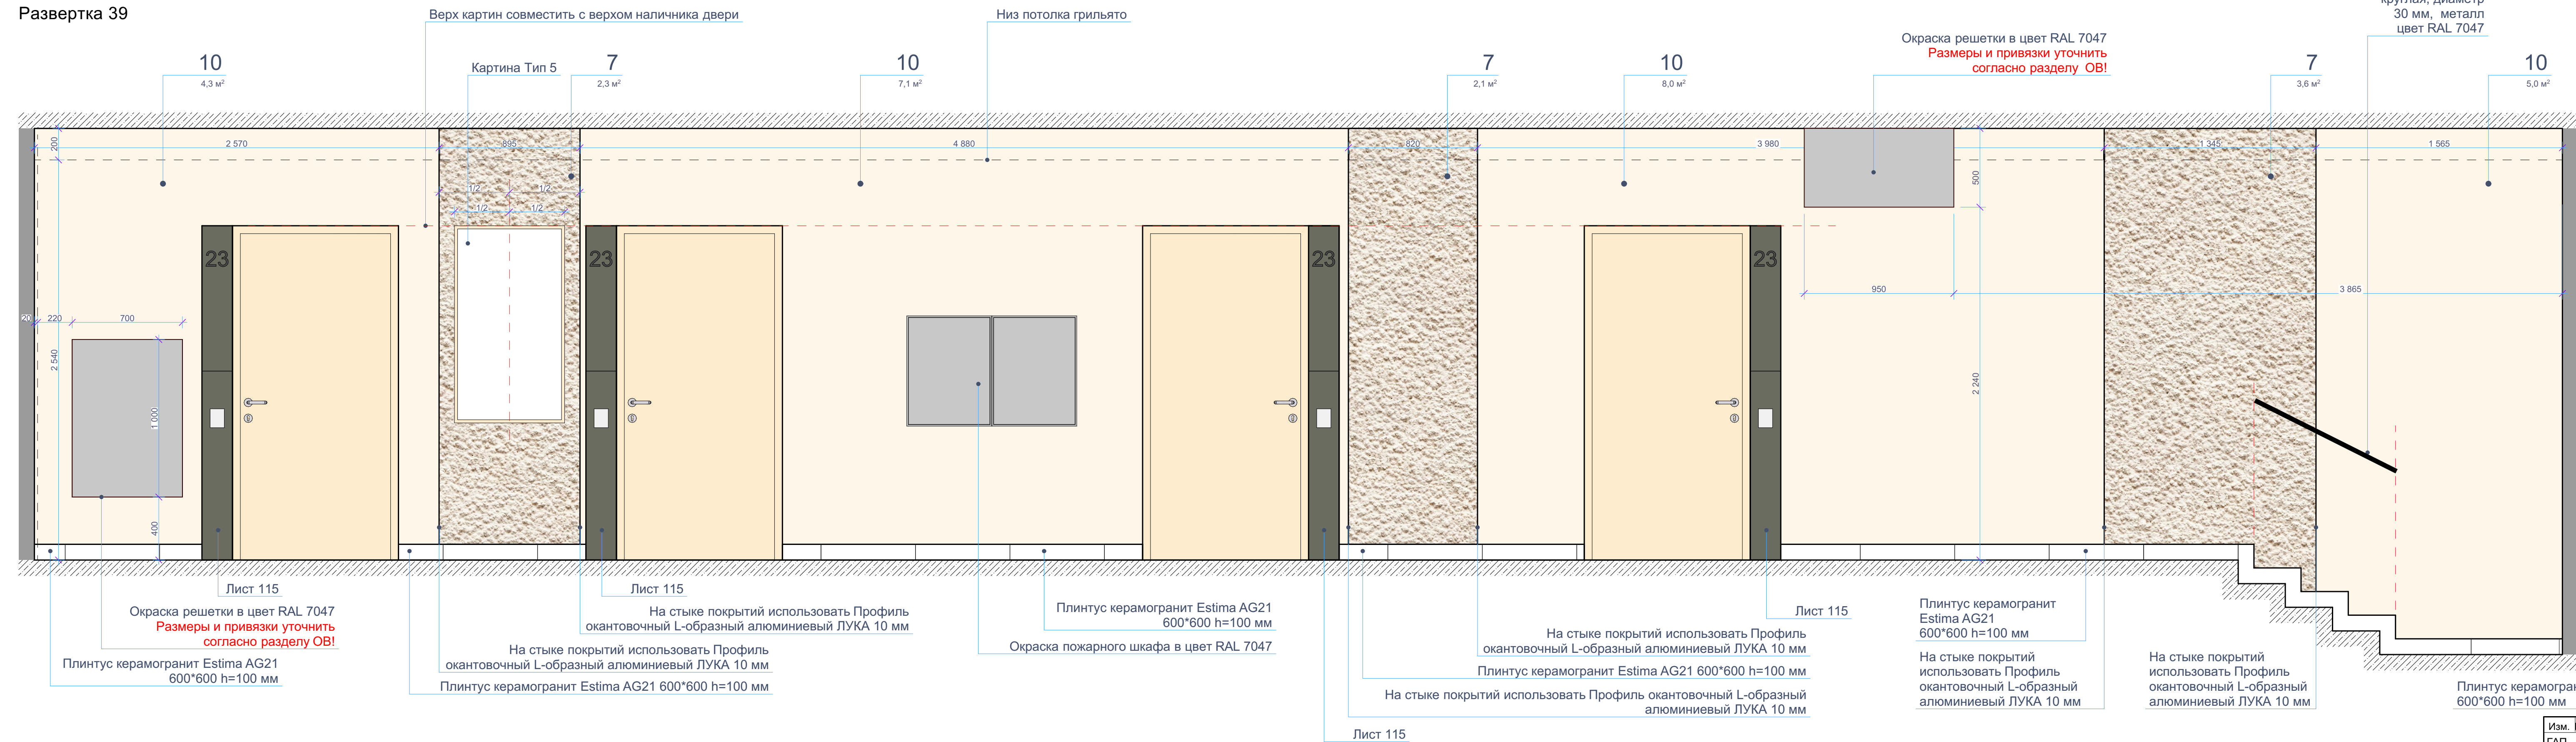 Развертка 39
Верх картин совместить с верхом наличника двери
Низ потолка грильято
30 мм, металл
цвет RAL 7047
Окраска решетки в цвет RAL 7047
Размеры и привязки уточнить
согласно разделу ОВ!
10
4,3 м²
Картина Тип 5
7
2,3 м²
10
7,1 м²
7
2,1 м²
10
8,0 м²
7
3,6 м²
10
5,0 м²
200
2 570
895
4 880
820
3 980
1 345
1 565
500
1/2
1/2
1/2
1/2
23
23
23
23
950
3 865
20
220
700
2 540
2 240
1 000
400
Лист 115
Окраска решетки в цвет RAL 7047
Размеры и привязки уточнить
согласно разделу ОВ!
Плинтус керамогранит Estima AG21
600*600 h=100 мм
Лист 115
На стыке покрытий использовать Профиль
окантовочный L-образный алюминиевый ЛУКА 10 мм
На стыке покрытий использовать Профиль
окантовочный L-образный алюминиевый ЛУКА 10 мм
Плинтус керамогранит Estima AG21 600*600 h=100 мм
Плинтус керамогранит Estima AG21
600*600 h=100 мм
Окраска пожарного шкафа в цвет RAL 7047
Лист 115
На стыке покрытий использовать Профиль
окантовочный L-образный алюминиевый ЛУКА 10 мм
Плинтус керамогранит Estima AG21 600*600 h=100 мм
На стыке покрытий использовать Профиль окантовочный L-образный
алюминиевый ЛУКА 10 мм
Лист 115
Плинтус керамогранит
Estima AG21
600*600 h=100 мм
На стыке покрытий
использовать Профиль
окантовочный L-образный
алюминиевый ЛУКА 10 мм
На стыке покрытий
использовать Профиль
окантовочный L-образный
алюминиевый ЛУКА 10 мм
Плинтус
600*600 h=100 мм
Изм.